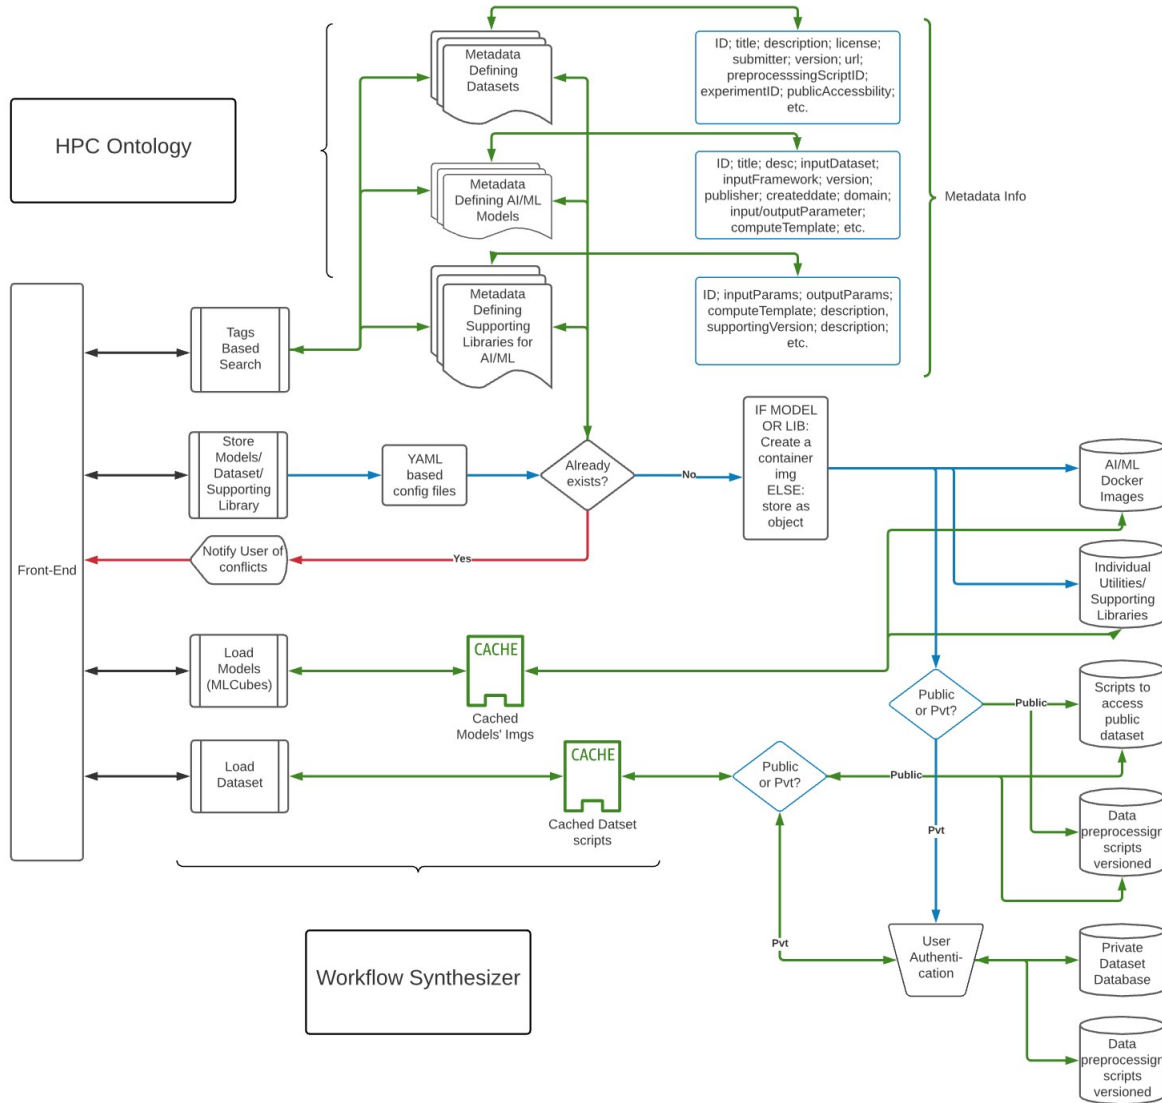 HPC Ontology
Metadata
Defining
Datasets
ID; title; description; license;
submitter; version; url;
preprocesssingScriptID;
experimentID; publicAccessbility;
etc.
Metadata
Defining AI/ML
Models
ID; title; desc; inputDataset;
inputFramework; version;
publisher; createddate; domain;
input/outputParameter;
computeTemplate; etc.
Metadata Info
Metadata
Defining
Supporting
Libraries for
AI/ML
ID; inputParams; outputParams;
computeTemplate; description,
supportingVersion; description;
etc.
Front-End
Tags
Based
Search
Store
Models/
Dataset/
Supporting
Library
YAML
based
config files
Already
exists?
No
IF MODEL
OR LIB:
Create a
container
img
ELSE:
store as
object
AI/ML
Docker
Images
Notify User of
conflicts
Yes
Individual
Utilities/
Supporting
Libraries
Load
Models
(MLCubes)
CACHE
Cached
Models' Imgs
Public
or Pvt?
Public
Scripts to
access
public
dataset
Load
Dataset
CACHE
Cached Datset
scripts
Public
or Pvt?
Public
Pvt
Data
preprocessign
scripts
versioned
Workflow Synthesizer
Pvt
User
Authenti-
cation
Private
Dataset
Database
Data
preprocessign
scripts
versioned